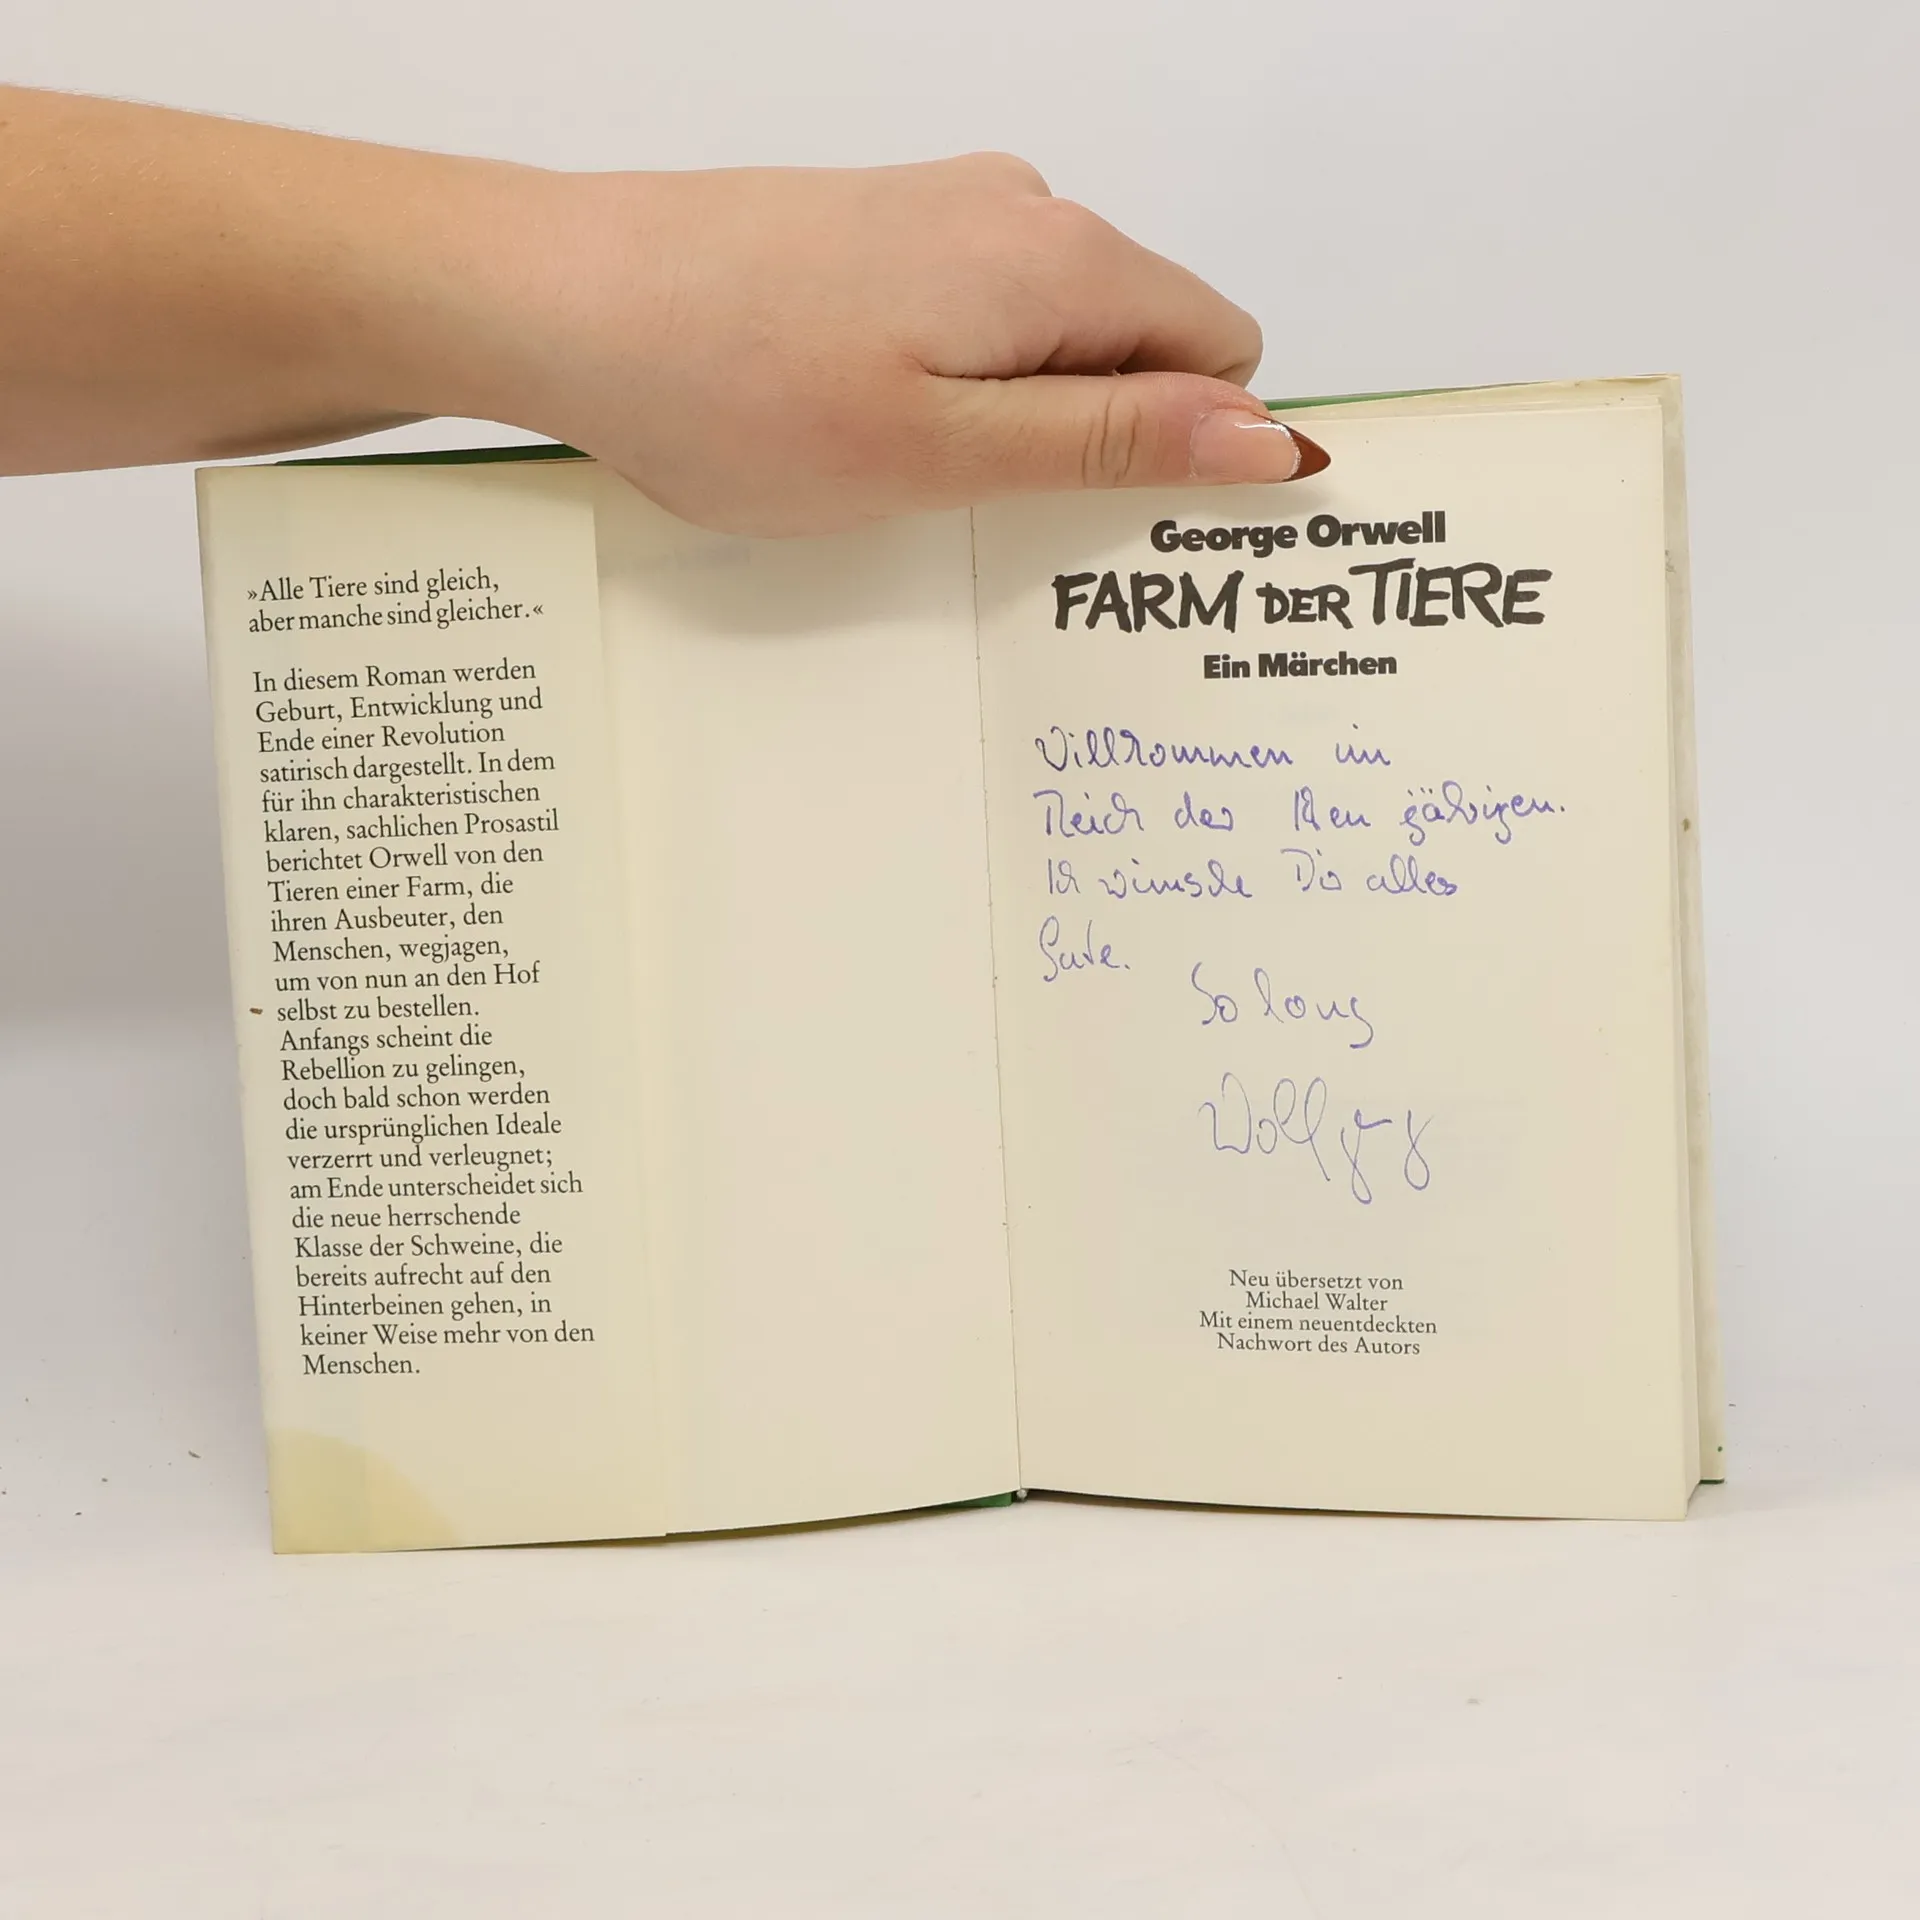 »Alle Tiere sind gleich,
aber manche sind gleicher.«
In diesem Roman werden
Geburt, Entwicklung und
Ende einer Revolution
satirisch dargestellt. In dem
für ihn charakteristischen
klaren, sachlichen Prosastil
berichtet Orwell von den
Tieren einer Farm, die
ihren Ausbeuter, den
Menschen, wegjagen,
um von nun an den Hof
selbst zu bestellen.
Anfangs scheint die
Rebellion zu gelingen,
doch bald schon werden
die ursprünglichen Ideale
verzerrt und verleugnet;
am Ende unterscheidet sich
die neue herrschende
Klasse der Schweine, die
bereits aufrecht auf den
Hinterbeinen gehen, in
keiner Weise mehr von den
Menschen.
George Orwell
FARM DER TIERE
Ein Märchen
Willkommen im
Reich der jährigen.
Ich wünsche Dir alles
Gute.
So long
Wolfgang
Neu übersetzt von
Michael Walter
Mit einem neuentdeckten
Nachwort des Autors